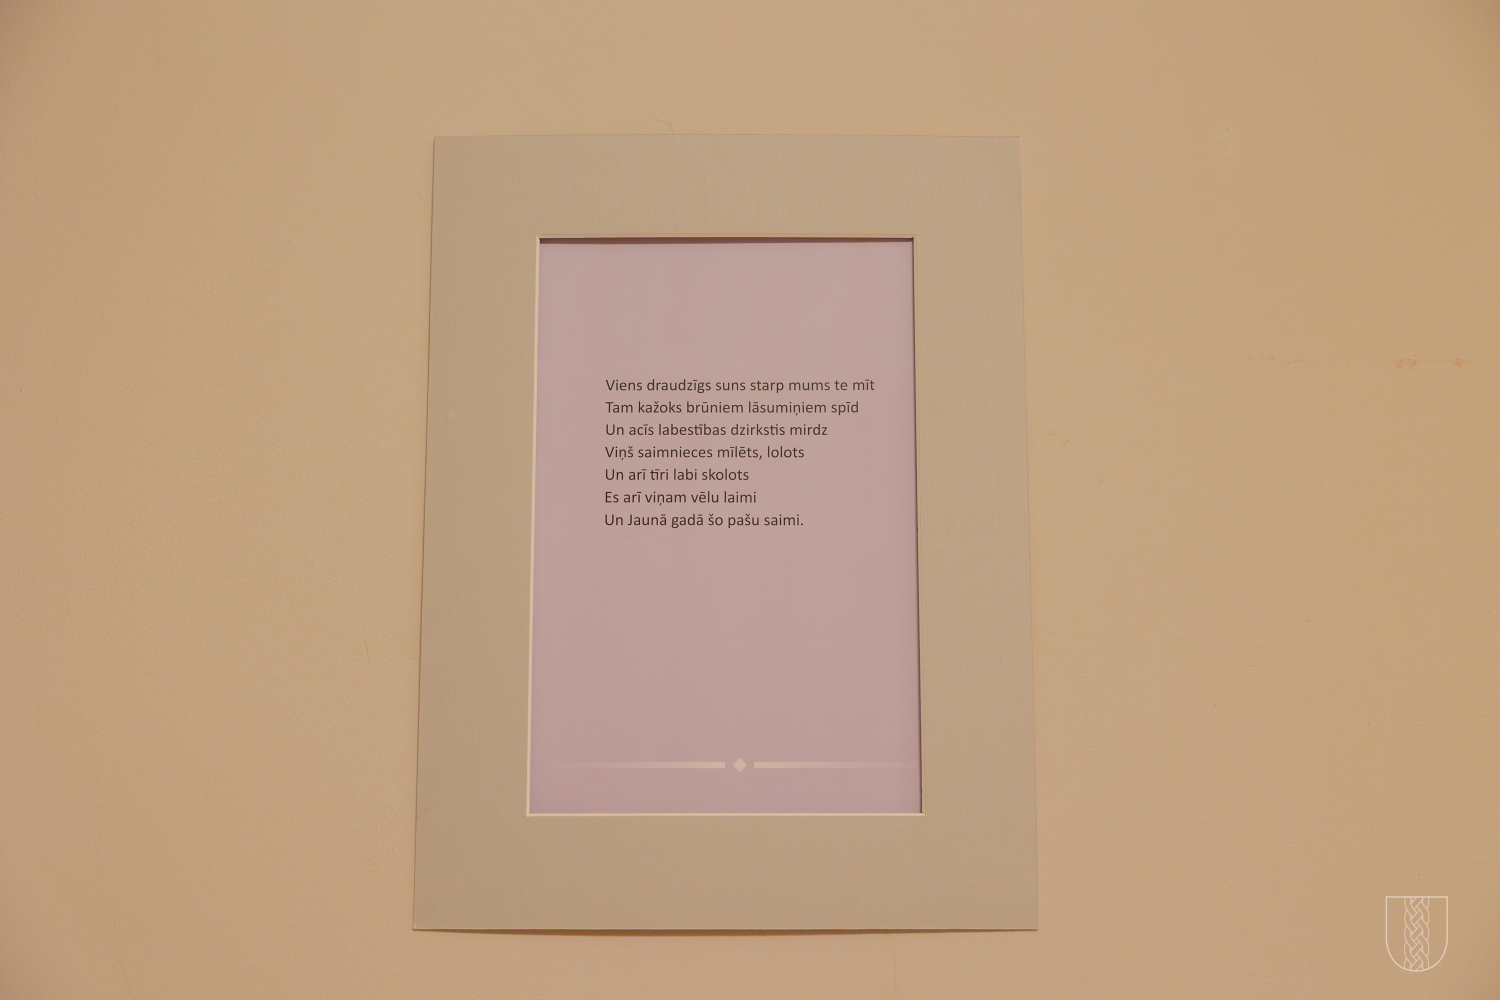 Viens draudzīgs suns starp mums te mīt
Tam kažoks brūniem lāsumiņiem spīd
Un acīs labestības dzirkstis mirdz
Viņš saimnieces mīlēts, lolots
Un arī tīri labi skolots
Es arī viņam vēlu laimi
Un Jaunā gadā šo pašu saimi.